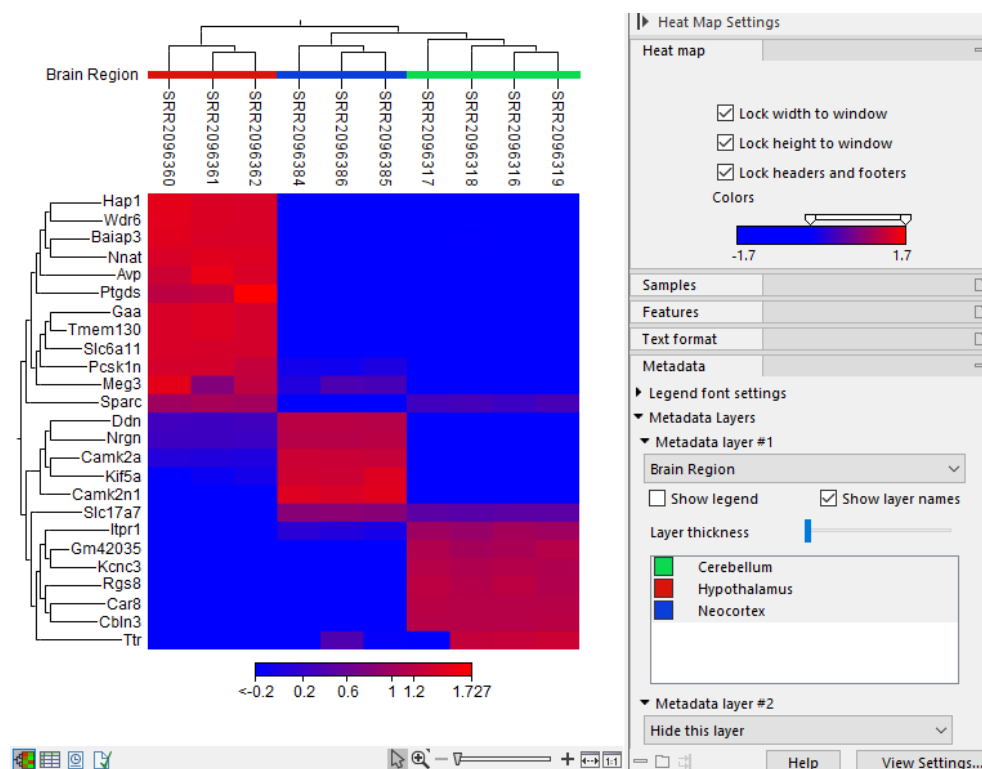 Brain Region
SRR2096360
SRR2096361
SRR2096362
SRR2096384
SRR2096386
SRR2096385
SRR2096317
SRR2096318
SRR2096316
SRR2096319
Hap1
Wdr6
Baiap3
Nnat
Avp
Ptgds
Gaa
Tmem130
Slc6a11
Pcsk1n
Meg3
Sparc
Ddn
Nrgn
Camk2a
Kif5a
Camk2n1
Slc17a7
Itpr1
Gm42035
Kcnc3
Rgs8
Car8
Cbln3
Ttr
<-0.2 0.2 0.6 1 1.2 1.727
1:1
Heat Map Settings
Heat map
Lock width to window
Lock height to window
Lock headers and footers
Colors
-1.7 1.7
Samples
Features
Text format
Metadata
Legend font settings
Metadata Layers
Metadata layer #1
Brain Region
Show legend Show layer names
Layer thickness
Cerebellum
Hypothalamus
Neocortex
Metadata layer #2
Hide this layer
Help View Settings...